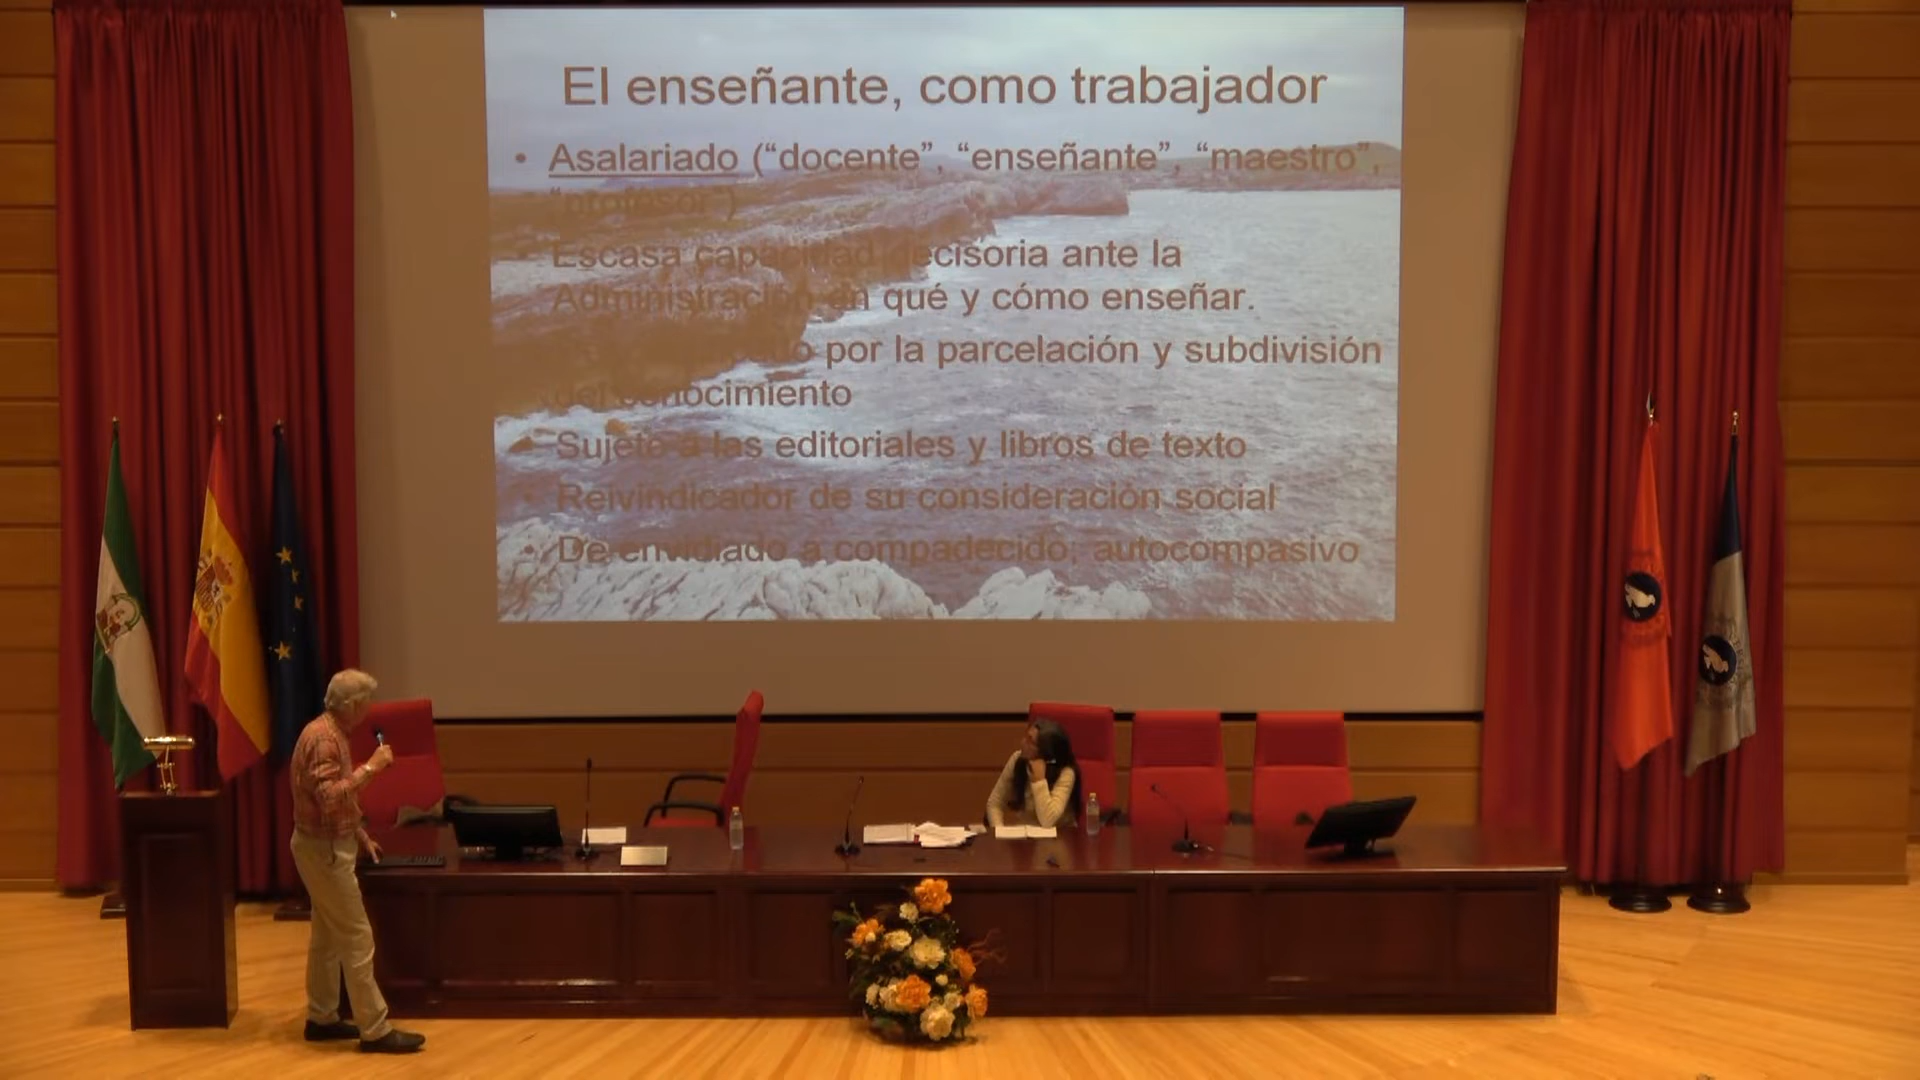 El enseñante, como trabajador
• Asalariado (“docente”, “enseñante”, “maestro”,
“profesor”)
Escasa capacidad decisoria ante la
Administración en qué y cómo enseñar.
por la parcelación y subdivisión
del conocimiento
Sujeto a las editoriales y libros de texto
Reivindicador de su consideración social
• De envidiado a compadecido; autocompasivo